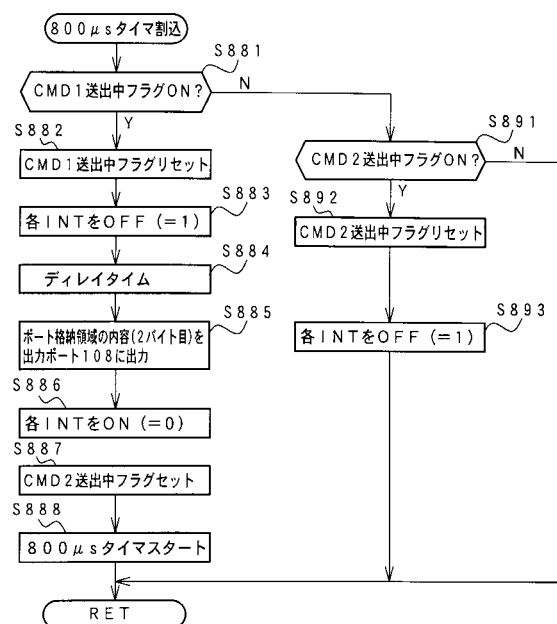 800μsタイマ割込
S881
CMD1送出中フラグON?
N
Y
S882
CMD1送出中フラグリセット
S883
各INTをOFF(=1)
S884
ディレイタイム
S885
ポート格納領域の内容(2バイト目)を
出力ポート108に出力
S886
各INTをON(=0)
S887
CMD2送出中フラグセット
S888
800μsタイマスタート
RET
S891
CMD2送出中フラグON?
N
Y
S892
CMD2送出中フラグリセット
S893
各INTをOFF(=1)